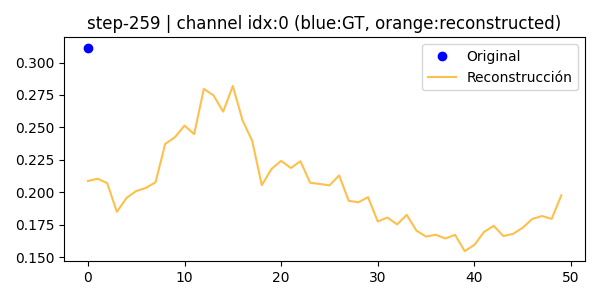 step-259 | channel idx:0 (blue:GT, orange:reconstructed)
Original
Reconstrucción
0.300
0.275
0.250
0.225
0.200
0.175
0.150
0 10 20 30 40 50